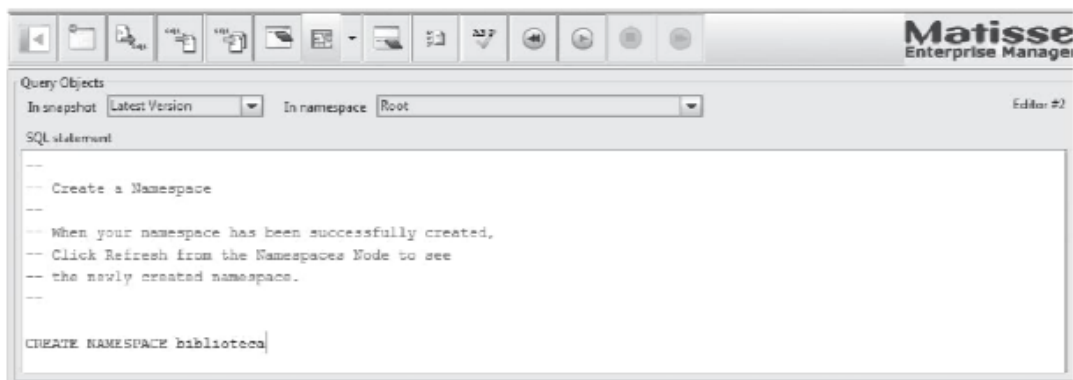 Matisse
Enterprise Manager
Query Objects
In snapshot Latest Version In namespace Root Editor #2
SQL statement
--
-- Create a Namespace
--
-- When your namespace has been successfully created,
-- Click Refresh from the Namespaces Node to see
-- the newly created namespace.
--
CREATE NAMESPACE biblioteca